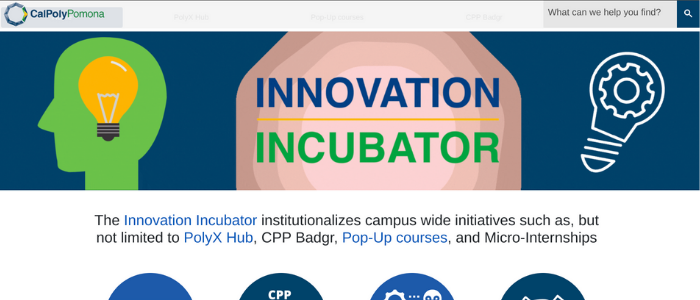 CalPolyPomona
PolyX Hub
Pop-Up courses
CPP Badgr
What can we help you find?
INNOVATION
INCUBATOR
The Innovation Incubator institutionalizes campus wide initiatives such as, but
not limited to PolyX Hub, CPP Badgr, Pop-Up courses, and Micro-Internships
CPP